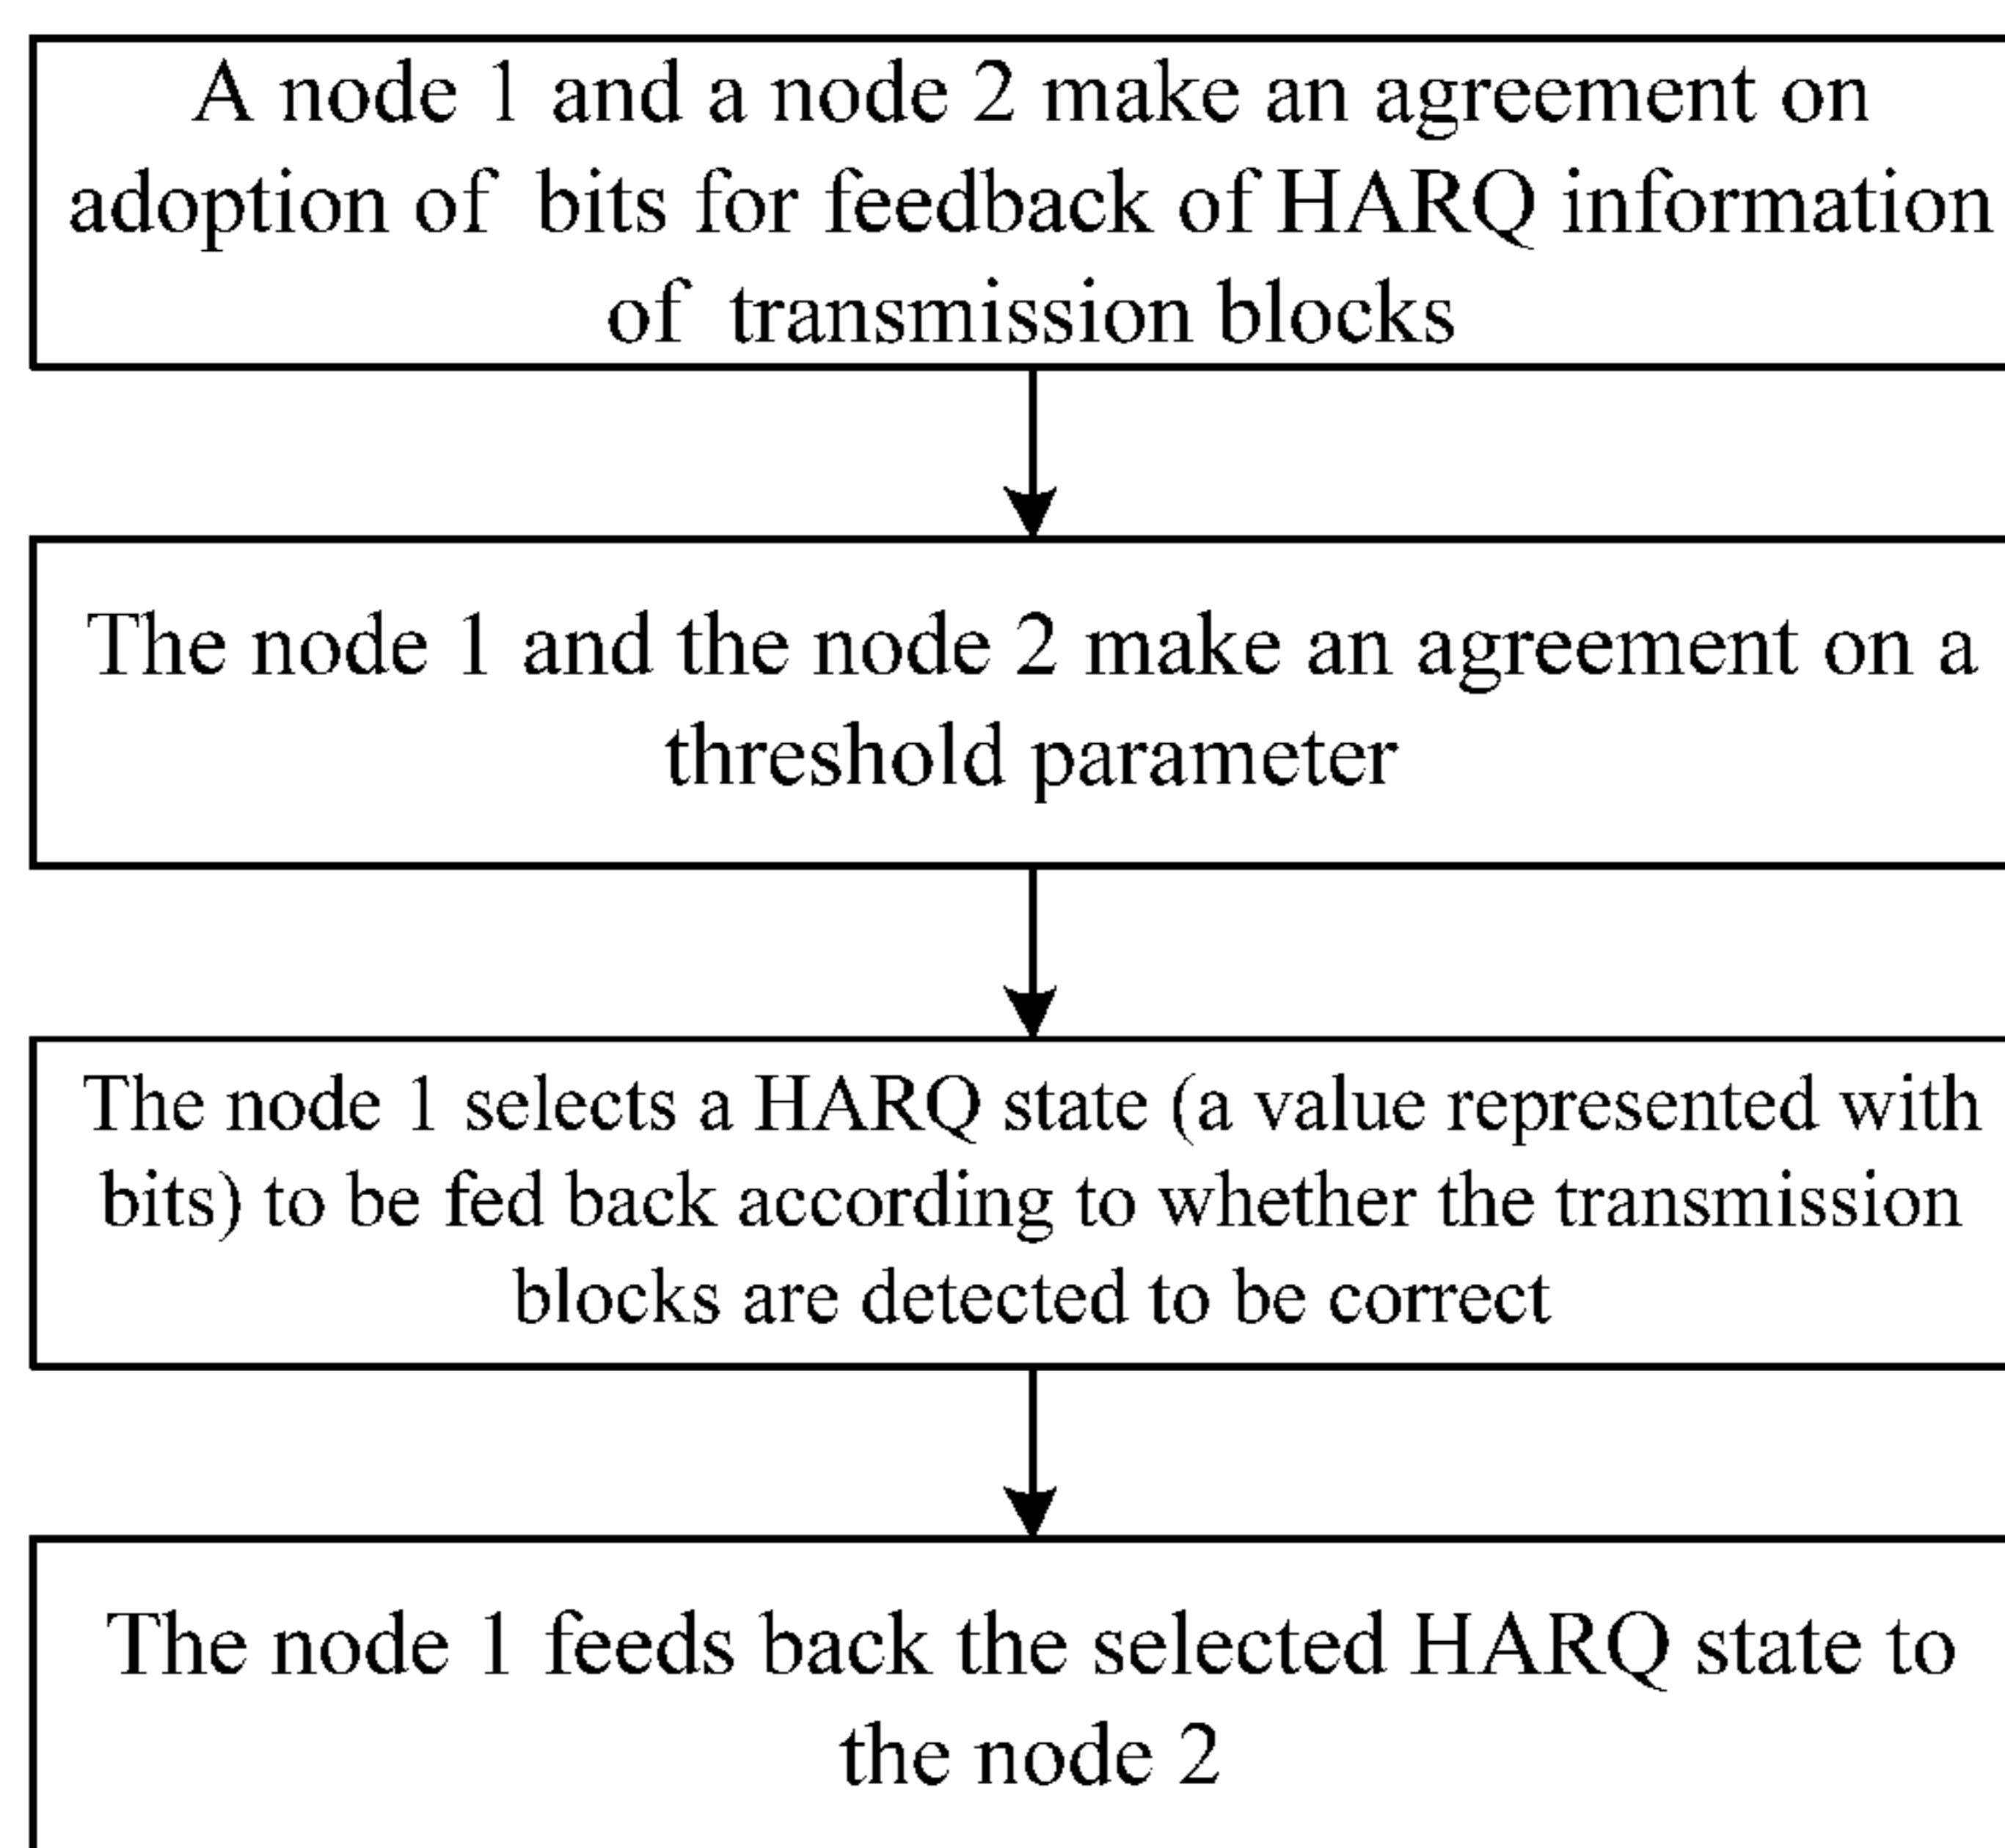 A node 1 and a node 2 make an agreement on
adoption of bits for feedback of HARQ information
of transmission blocks
The node 1 and the node 2 make an agreement on a
threshold parameter
The node 1 selects a HARQ state (a value represented with
bits) to be fed back according to whether the transmission
blocks are detected to be correct
The node 1 feeds back the selected HARQ state to
the node 2